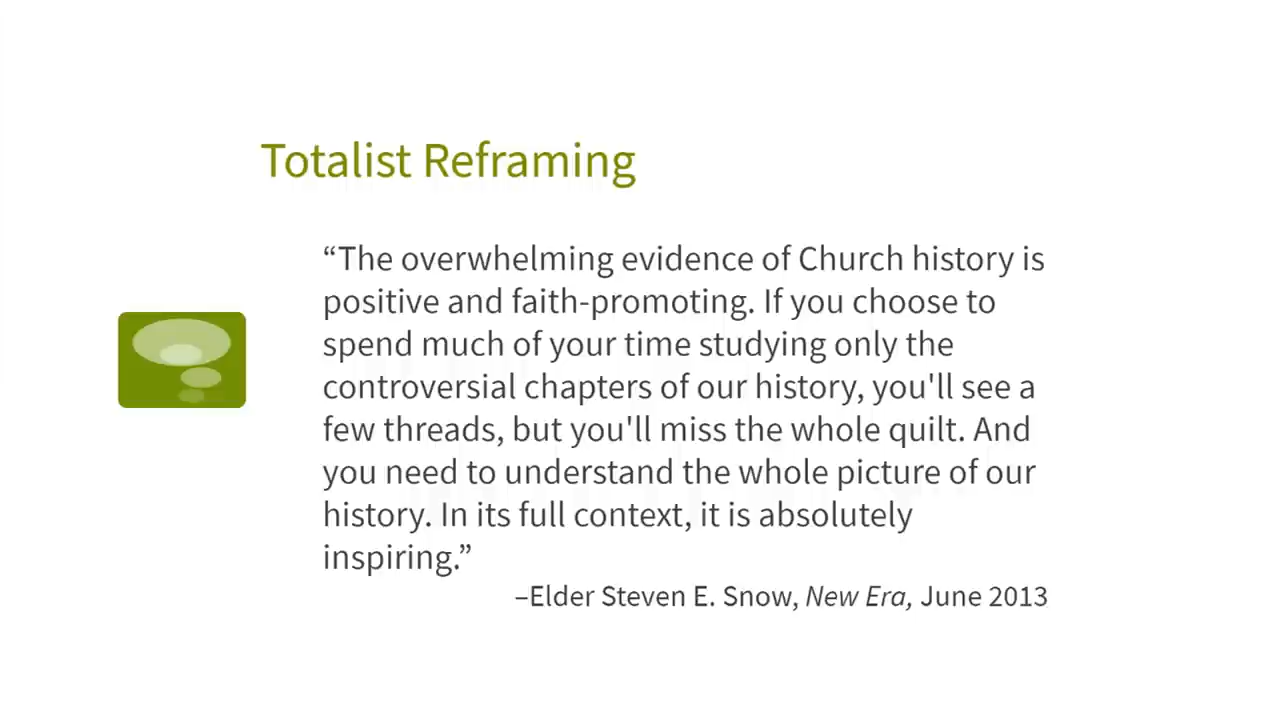 Totalist Reframing
“The overwhelming evidence of Church history is
positive and faith-promoting. If you choose to
spend much of your time studying only the
controversial chapters of our history, you'll see a
few threads, but you'll miss the whole quilt. And
you need to understand the whole picture of our
history. In its full context, it is absolutely
inspiring.”
–Elder Steven E. Snow, New Era, June 2013